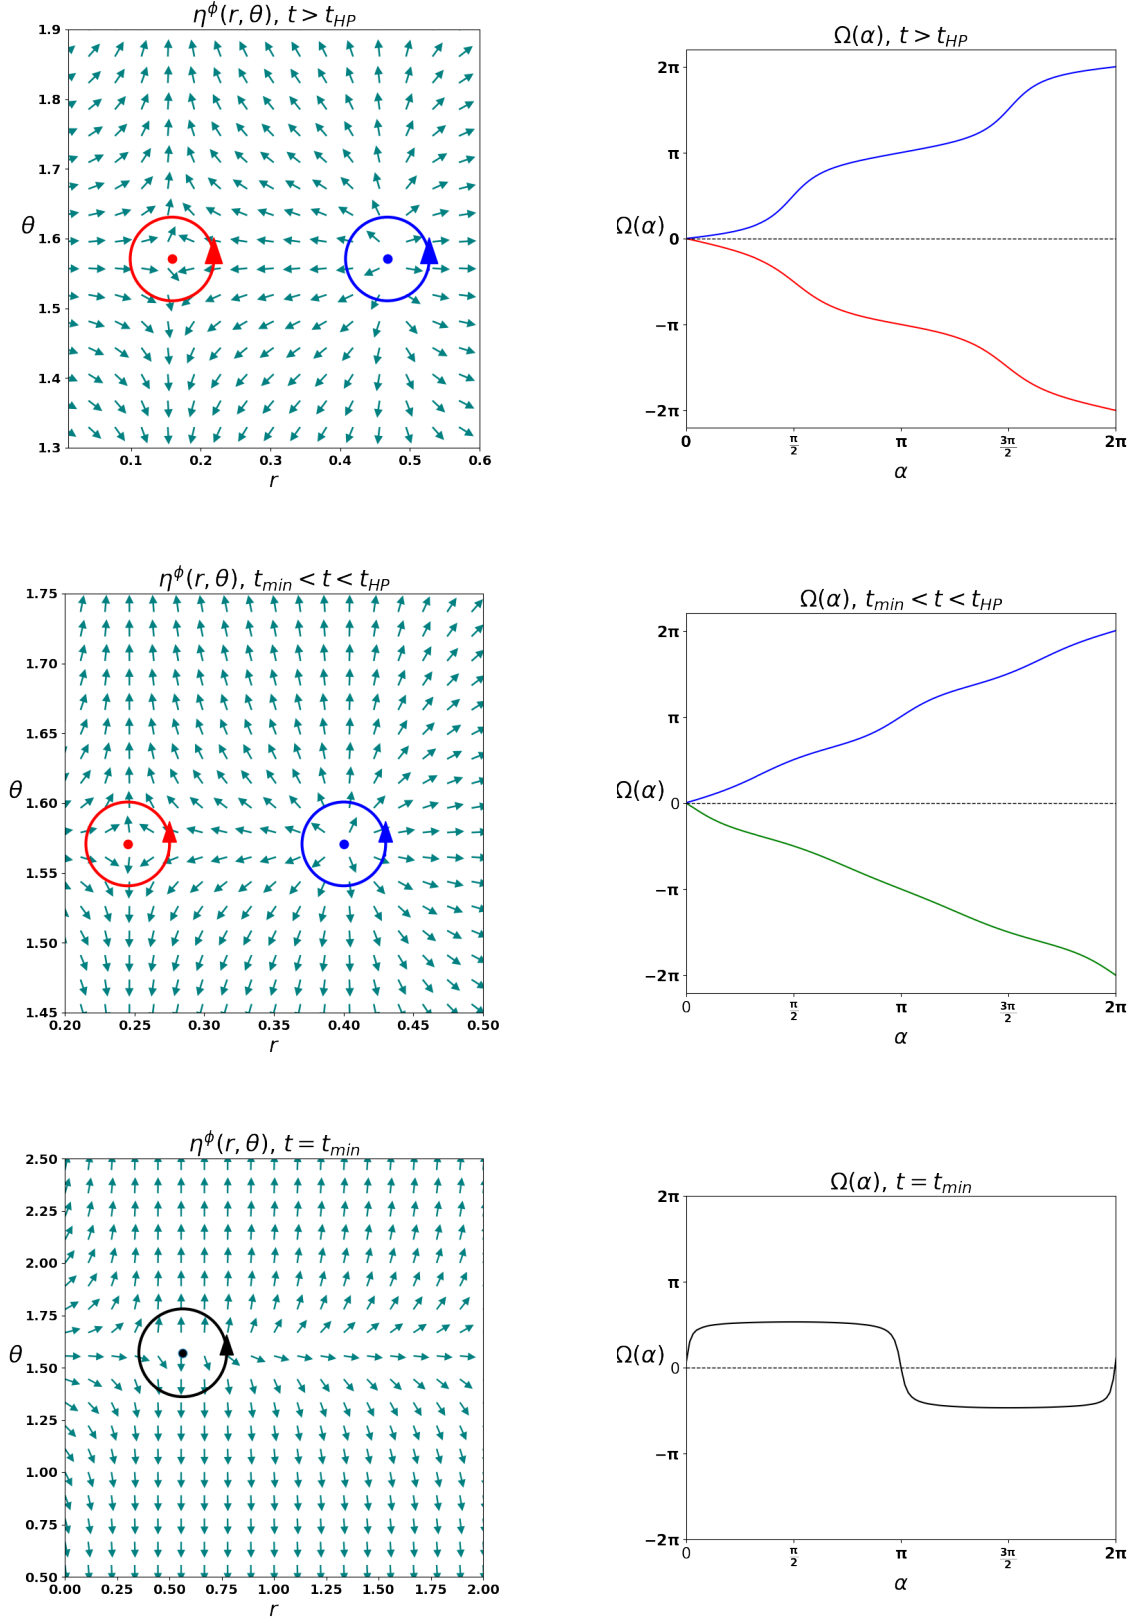 η^ϕ(r, θ), t > t_HP
1.9
1.8
1.7
1.6
1.5
1.4
1.3
θ
0.1 0.2 0.3 0.4 0.5 0.6
r
Ω(α), t > t_HP
2π
π
0
−π
−2π
Ω(α)
0 π/2 π 3π/2 2π
α
η^ϕ(r, θ), t_min < t < t_HP
1.75
1.70
1.65
1.60
1.55
1.50
1.45
θ
0.20 0.25 0.30 0.35 0.40 0.45 0.50
r
Ω(α), t_min < t < t_HP
2π
π
0
−π
−2π
Ω(α)
0 π/2 π 3π/2 2π
α
η^ϕ(r, θ), t = t_min
2.50
2.25
2.00
1.75
1.50
1.25
1.00
0.75
0.50
θ
0.00 0.25 0.50 0.75 1.00 1.25 1.50 1.75 2.00
r
Ω(α), t = t_min
2π
π
0
−π
−2π
Ω(α)
0 π/2 π 3π/2 2π
α